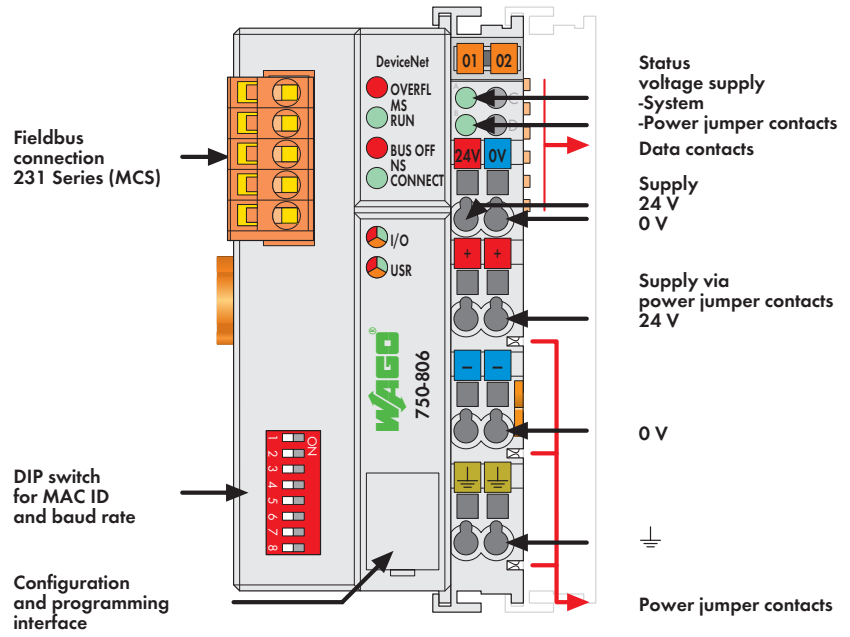 Fieldbus
connection
231 Series (MCS)
DIP switch
for MAC ID
and baud rate
Configuration
and programming
interface
DeviceNet
OVERFL
MS
RUN
BUS OFF
NS
CONNECT
I/O
USR
WAGO®
750-806
ON
1
2
3
4
5
6
7
8
01 02
A C
B D
24V 0V
+ +
− −
Status
voltage supply
-System
-Power jumper contacts
Data contacts
Supply
24 V
0 V
Supply via
power jumper contacts
24 V
0 V
Power jumper contacts